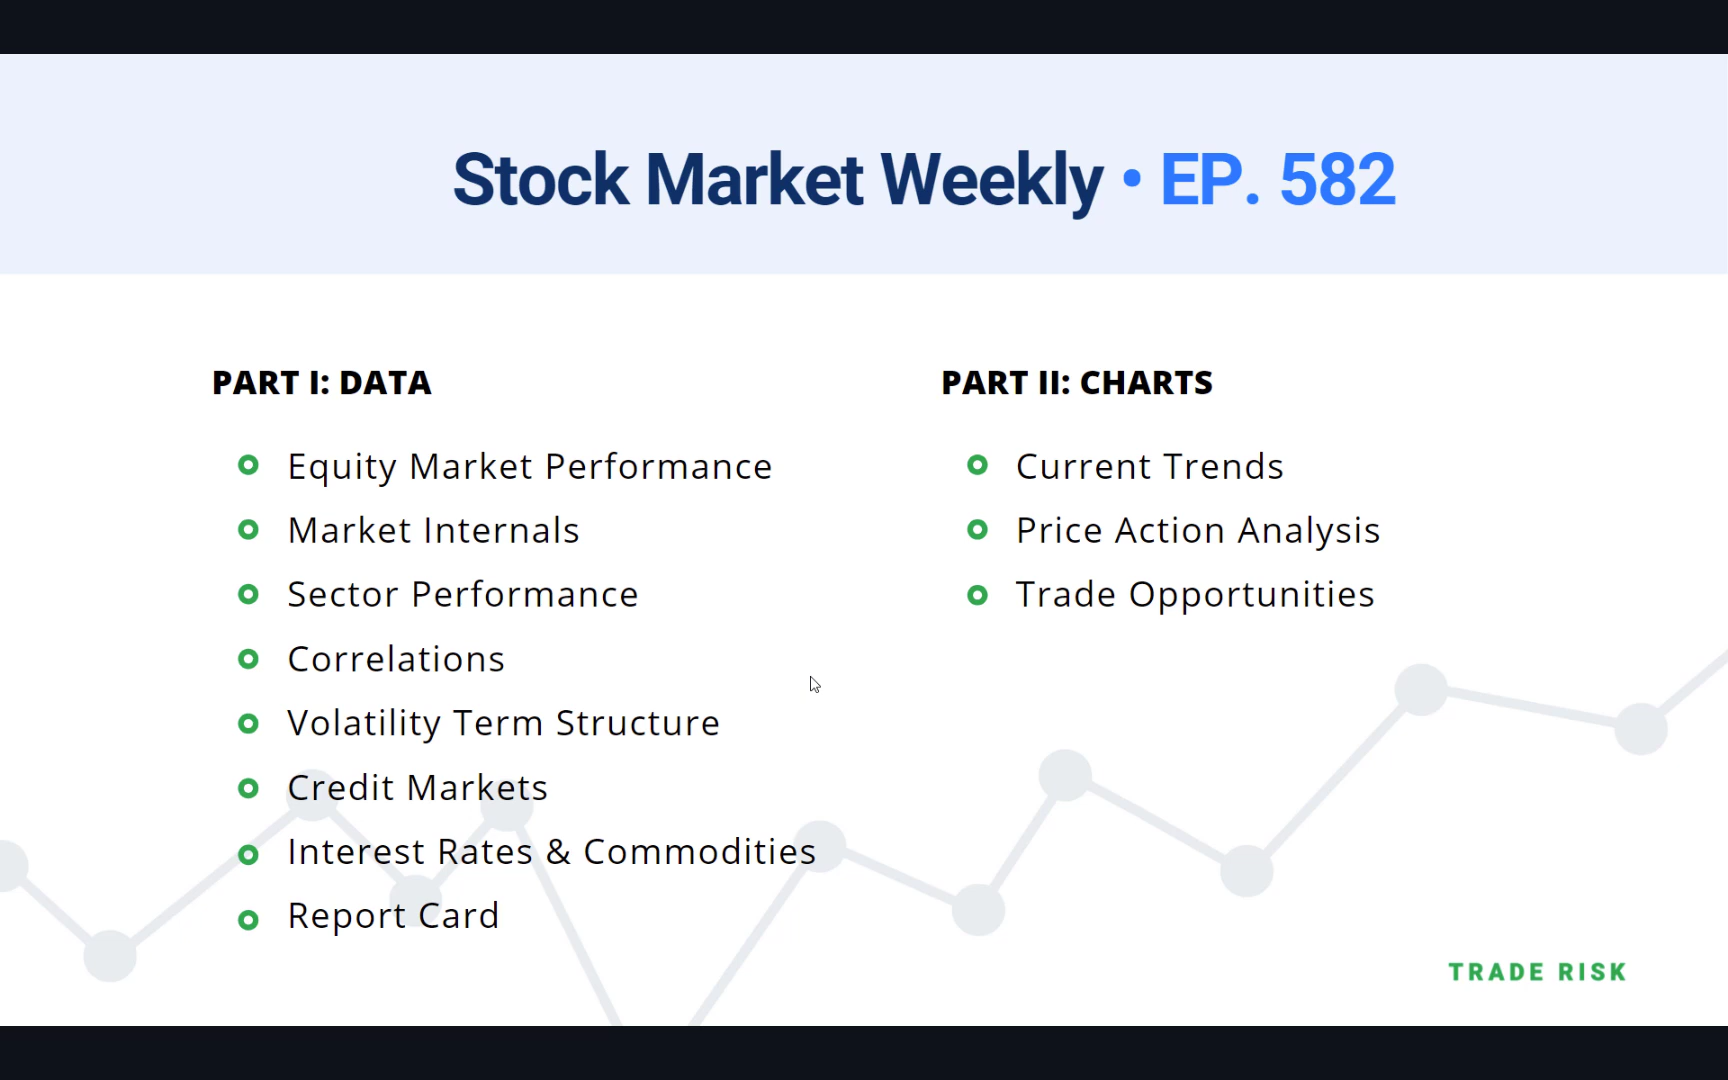 Stock Market Weekly • EP. 582
PART I: DATA
Equity Market Performance
Market Internals
Sector Performance
Correlations
Volatility Term Structure
Credit Markets
Interest Rates & Commodities
Report Card
PART II: CHARTS
Current Trends
Price Action Analysis
Trade Opportunities
TRADE RISK